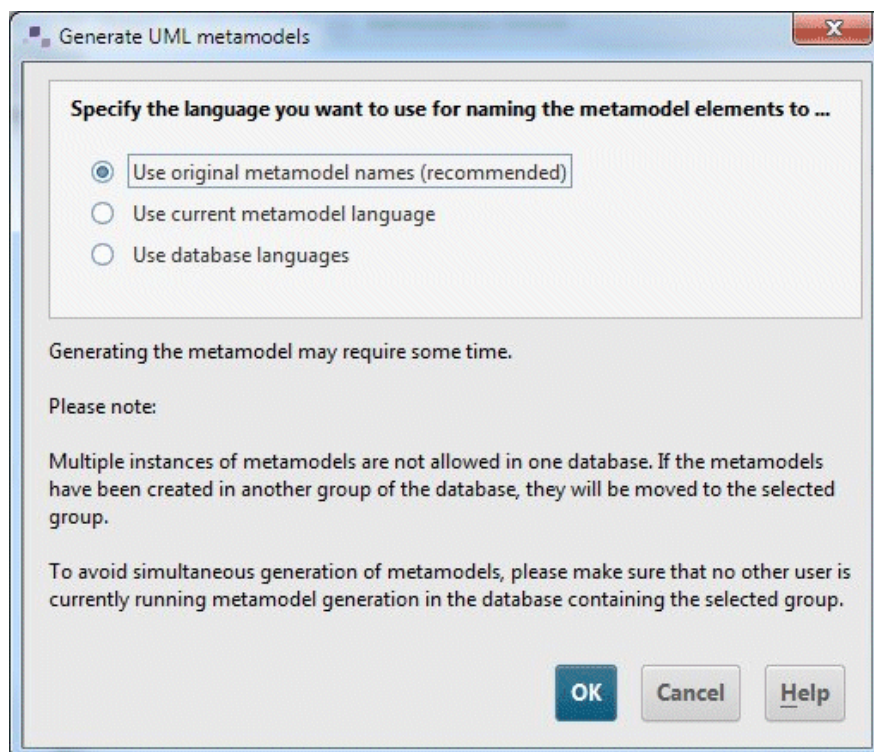 Generate UML metamodels
Specify the language you want to use for naming the metamodel elements to ...
Use original metamodel names (recommended)
Use current metamodel language
Use database languages
Generating the metamodel may require some time.
Please note:
Multiple instances of metamodels are not allowed in one database. If the metamodels
have been created in another group of the database, they will be moved to the selected
group.
To avoid simultaneous generation of metamodels, please make sure that no other user is
currently running metamodel generation in the database containing the selected group.
OK Cancel Help